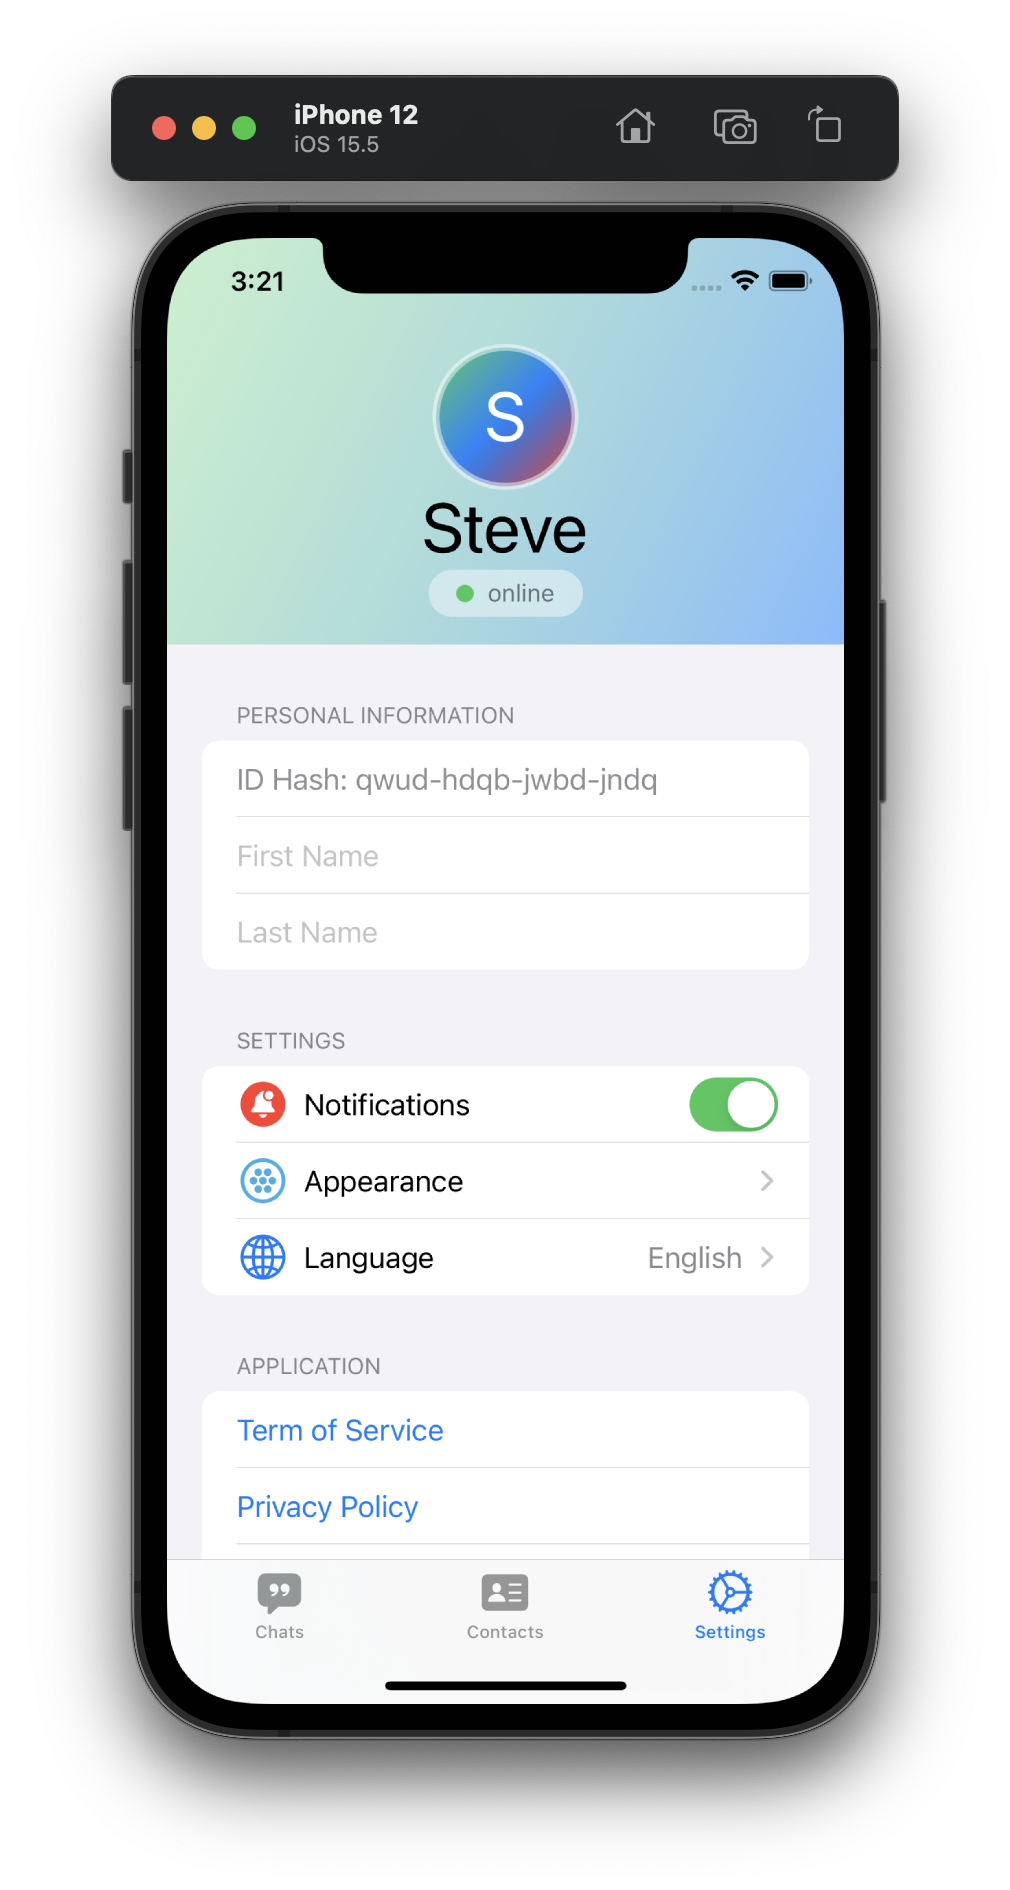 iPhone 12
iOS 15.5
3:21
S
Steve
online
PERSONAL INFORMATION
ID Hash: qwud-hdqb-jwbd-jndq
First Name
Last Name
SETTINGS
Notifications
Appearance
Language English
APPLICATION
Term of Service
Privacy Policy
Chats Contacts Settings